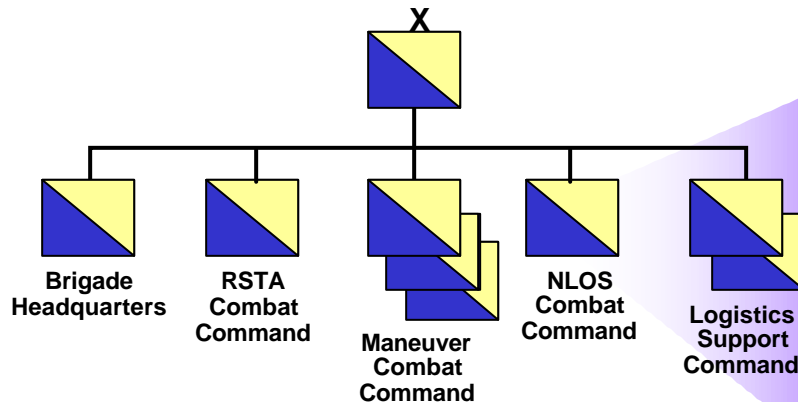 X
Brigade
Headquarters
RSTA
Combat
Command
Maneuver
Combat
Command
NLOS
Combat
Command
Logistics
Support
Command